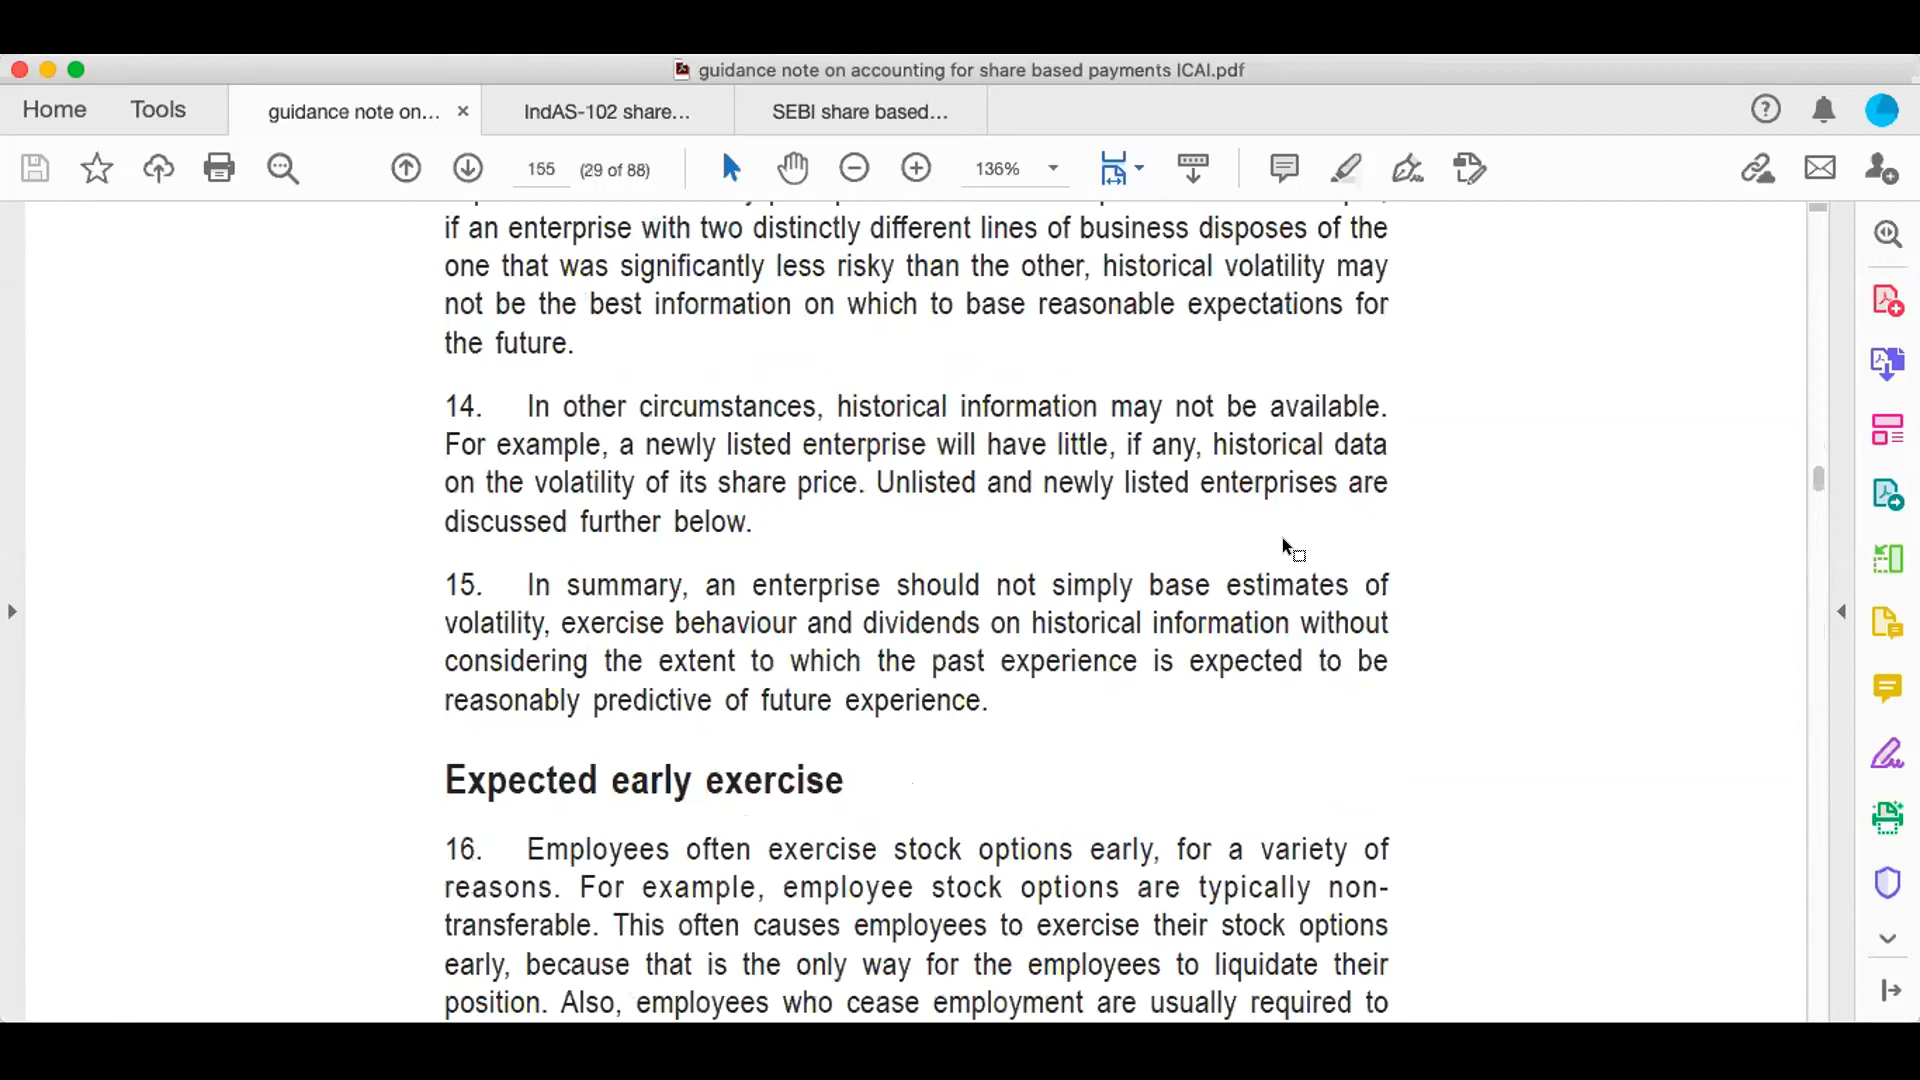 guidance note on accounting for share based payments ICAI.pdf
Home Tools guidance note on... × IndAS-102 share... SEBI share based...
155 (29 of 88) 136%
if an enterprise with two distinctly different lines of business disposes of the
one that was significantly less risky than the other, historical volatility may
not be the best information on which to base reasonable expectations for
the future.
14. In other circumstances, historical information may not be available.
For example, a newly listed enterprise will have little, if any, historical data
on the volatility of its share price. Unlisted and newly listed enterprises are
discussed further below.
15. In summary, an enterprise should not simply base estimates of
volatility, exercise behaviour and dividends on historical information without
considering the extent to which the past experience is expected to be
reasonably predictive of future experience.
Expected early exercise
16. Employees often exercise stock options early, for a variety of
reasons. For example, employee stock options are typically non-
transferable. This often causes employees to exercise their stock options
early, because that is the only way for the employees to liquidate their
position. Also, employees who cease employment are usually required to